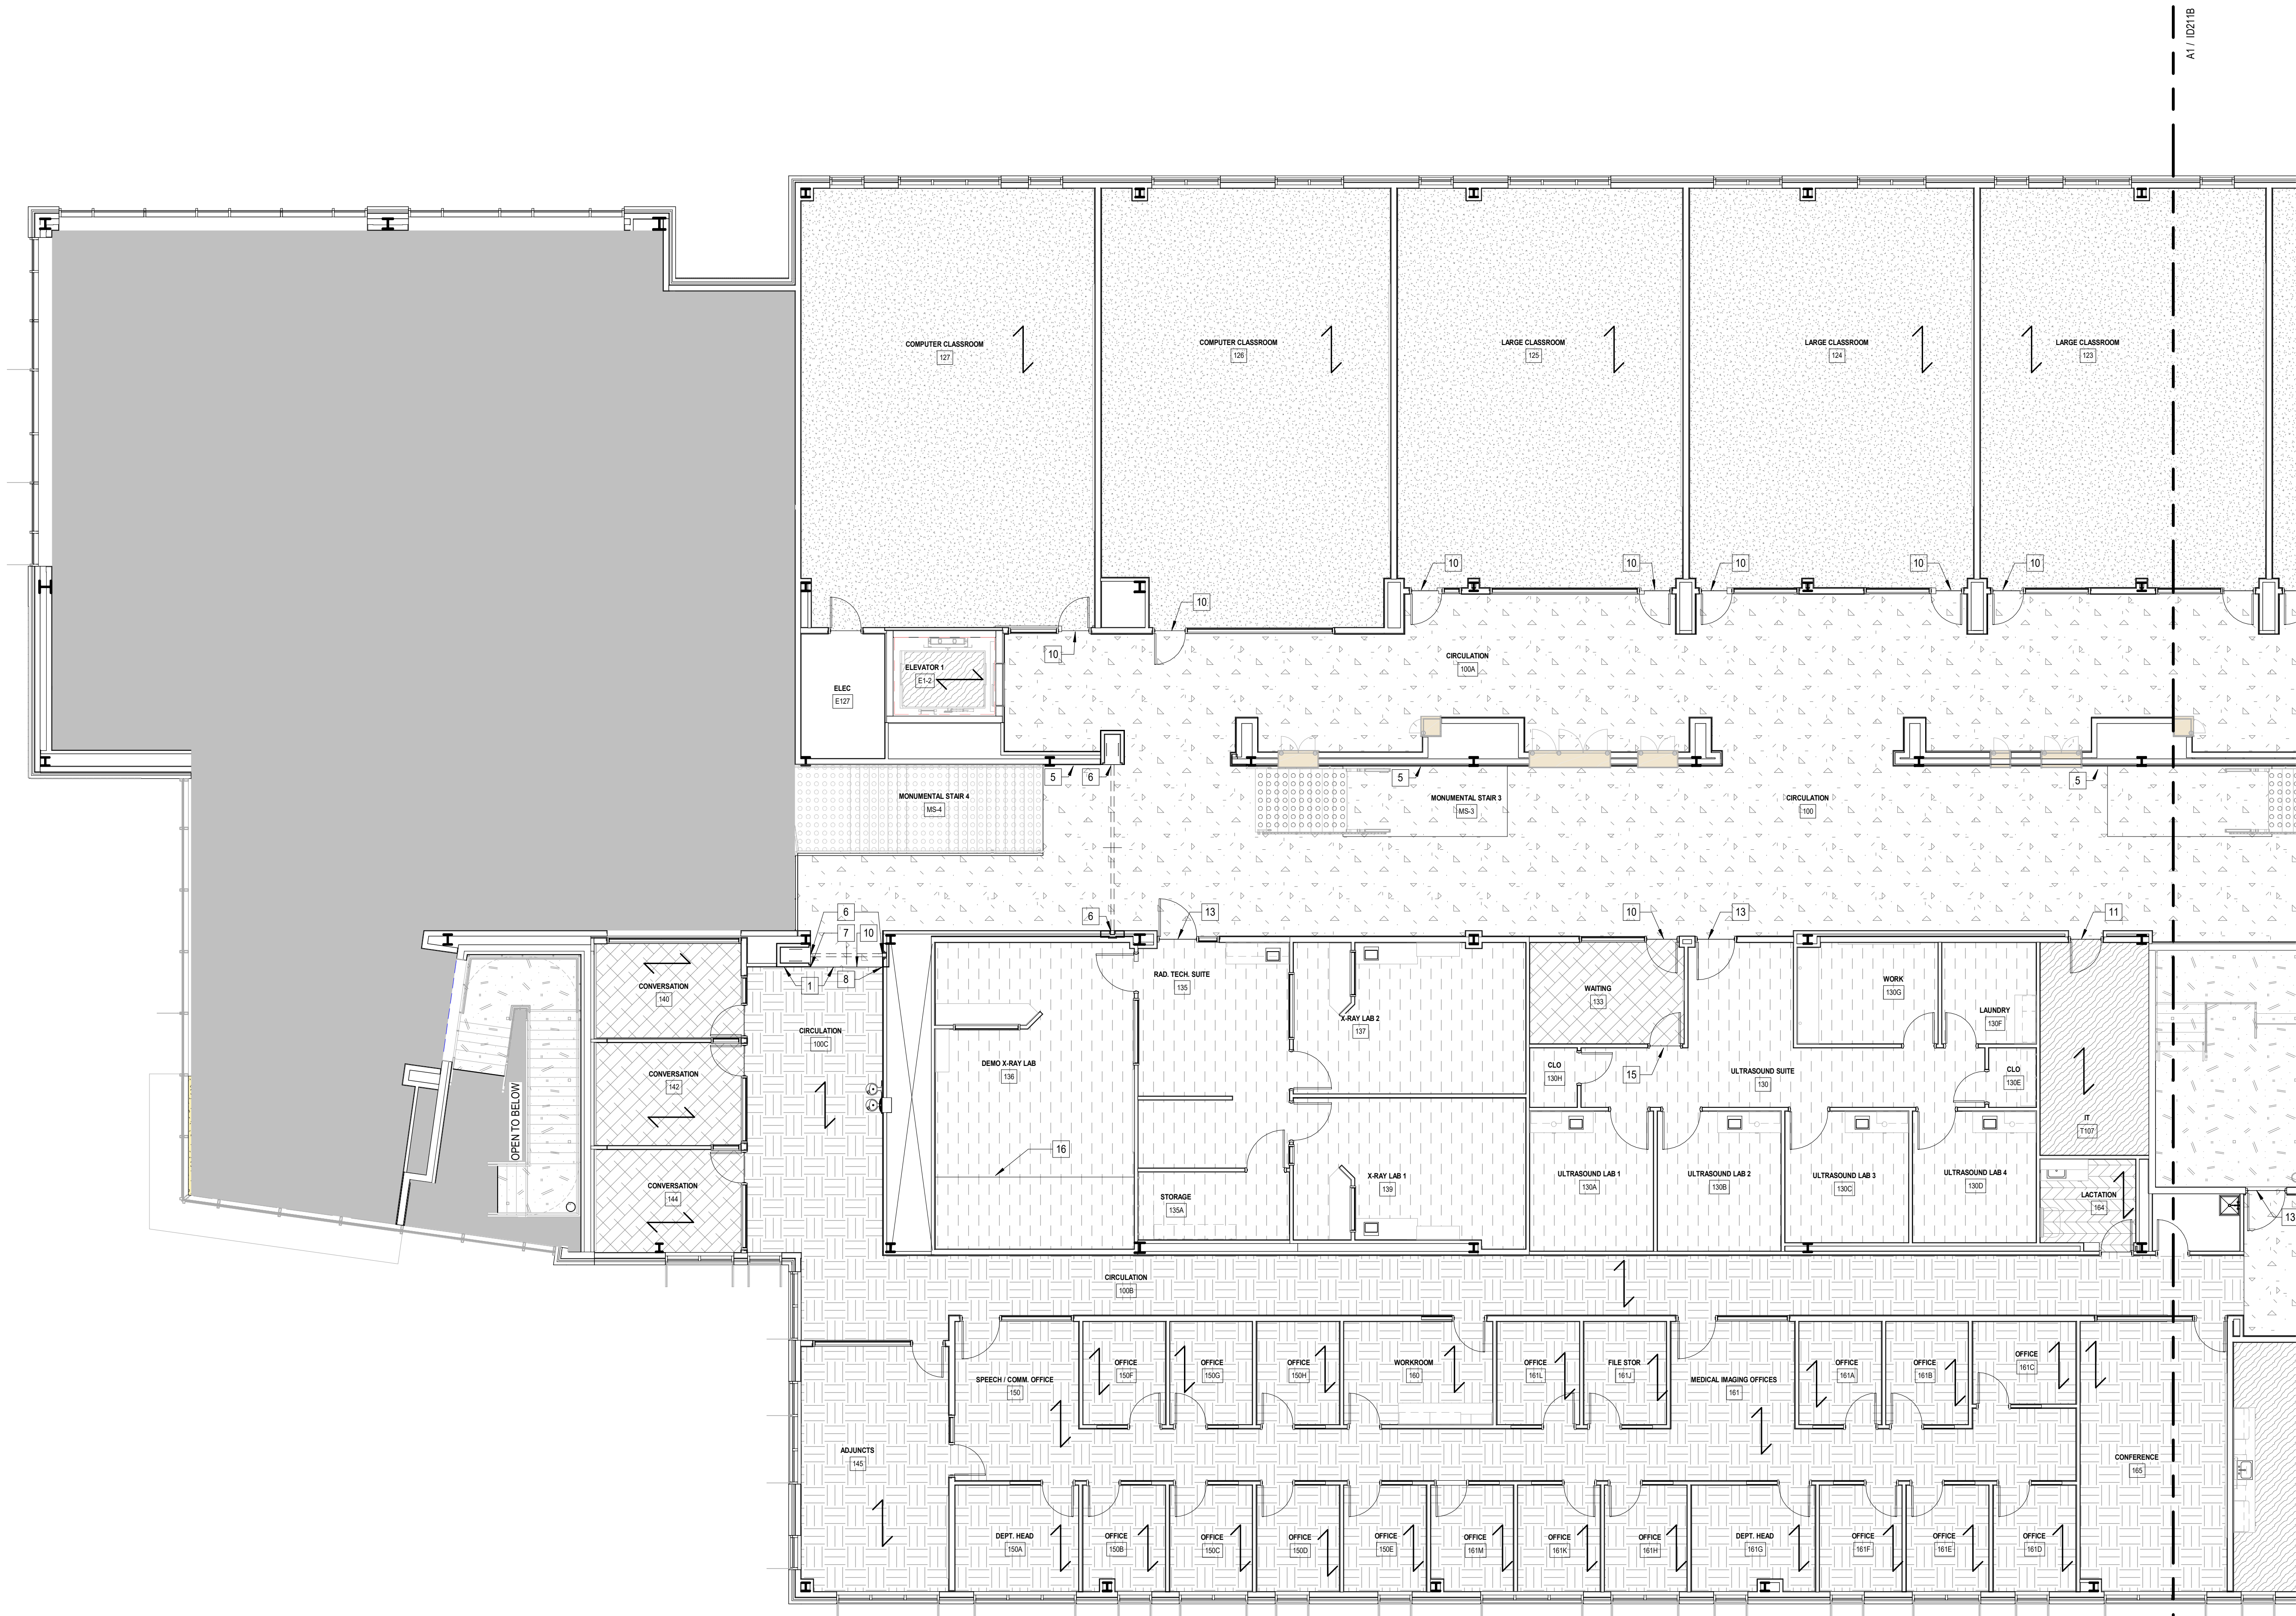 A1 / ID211B
COMPUTER CLASSROOM
127
COMPUTER CLASSROOM
126
LARGE CLASSROOM
125
LARGE CLASSROOM
124
LARGE CLASSROOM
123
10
10
10
10
10
10
10
ELEVATOR 1
E1-2
ELEC
E127
CIRCULATION
100A
5
6
5
5
MONUMENTAL STAIR 4
MS-4
MONUMENTAL STAIR 3
MS-3
CIRCULATION
100
6
7
10
8
1
6
13
10
13
11
CONVERSATION
140
CONVERSATION
142
CONVERSATION
144
OPEN TO BELOW
CIRCULATION
100C
DEMO X-RAY LAB
136
16
RAD. TECH. SUITE
135
STORAGE
135A
X-RAY LAB 2
137
X-RAY LAB 1
139
WAITING
133
CLO
130H
15
ULTRASOUND SUITE
130
WORK
130G
LAUNDRY
130F
CLO
130E
ULTRASOUND LAB 1
130A
ULTRASOUND LAB 2
130B
ULTRASOUND LAB 3
130C
ULTRASOUND LAB 4
130D
IT
T107
LACTATION
164
13
CIRCULATION
100B
SPEECH / COMM. OFFICE
150
OFFICE
150F
OFFICE
150G
OFFICE
150H
WORKROOM
160
OFFICE
161L
FILE STOR
161J
MEDICAL IMAGING OFFICES
161
OFFICE
161A
OFFICE
161B
OFFICE
161C
ADJUNCTS
145
CONFERENCE
165
DEPT. HEAD
150A
OFFICE
150B
OFFICE
150C
OFFICE
150D
OFFICE
150E
OFFICE
161M
OFFICE
161K
OFFICE
161H
DEPT. HEAD
161G
OFFICE
161F
OFFICE
161E
OFFICE
161D